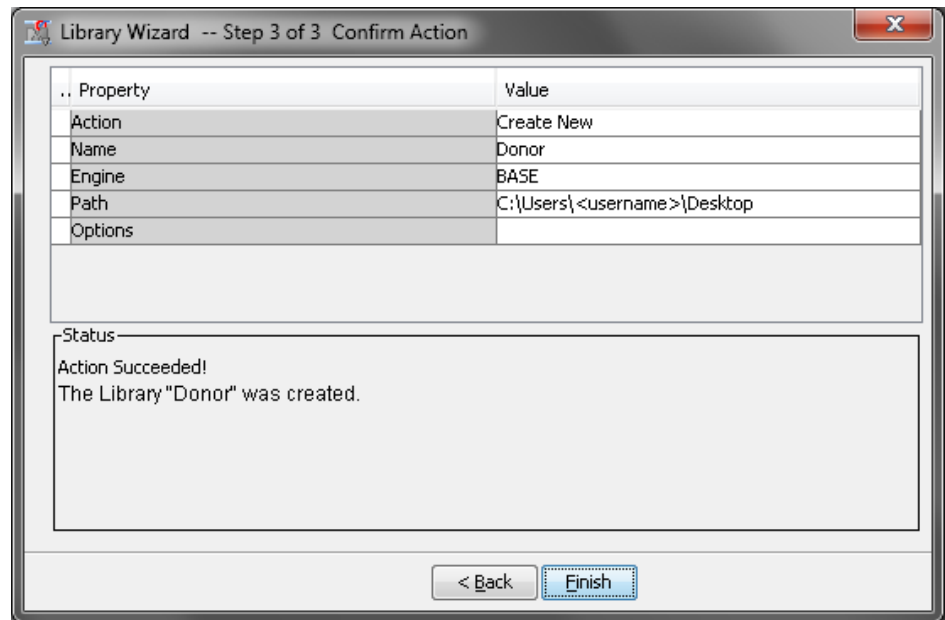 Library Wizard -- Step 3 of 3 Confirm Action
.. Property Value
Action Create New
Name Donor
Engine BASE
Path C:\Users\<username>\Desktop
Options
Status
Action Succeeded!
The Library "Donor" was created.
< Back Finish